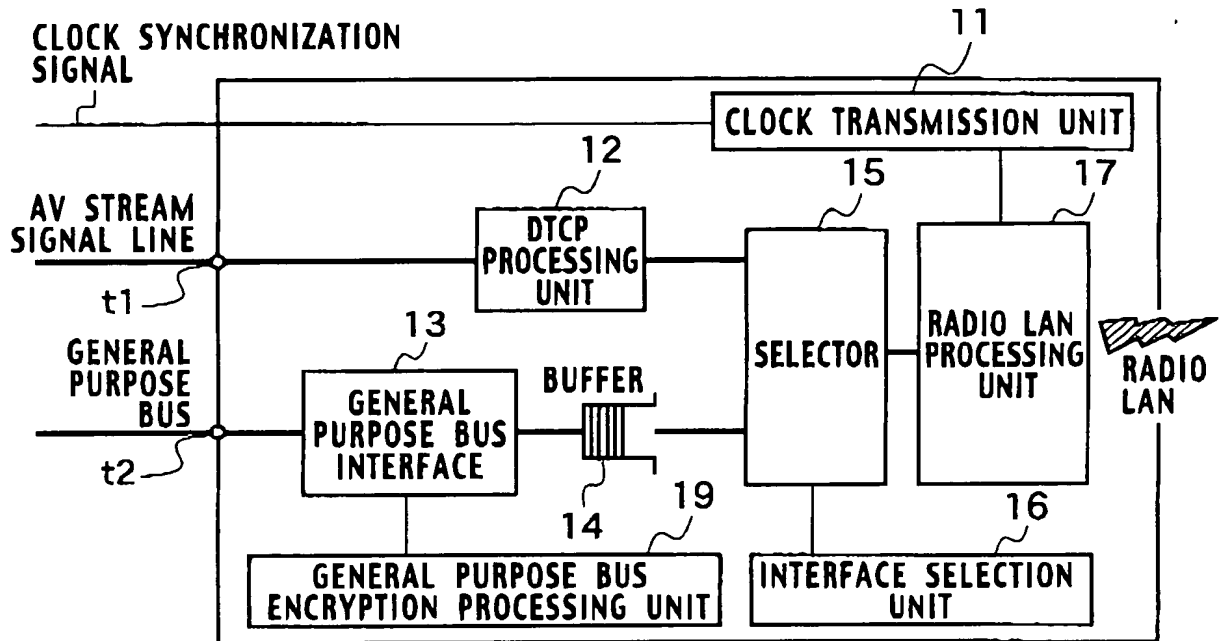 CLOCK SYNCHRONIZATION
SIGNAL
11
CLOCK TRANSMISSION UNIT
12
15
17
AV STREAM
SIGNAL LINE
t1
DTCP
PROCESSING
UNIT
SELECTOR
RADIO LAN
PROCESSING
UNIT
RADIO
LAN
GENERAL
PURPOSE
BUS
t2
13
GENERAL
PURPOSE BUS
INTERFACE
BUFFER
14
19
GENERAL PURPOSE BUS
ENCRYPTION PROCESSING UNIT
16
INTERFACE SELECTION
UNIT